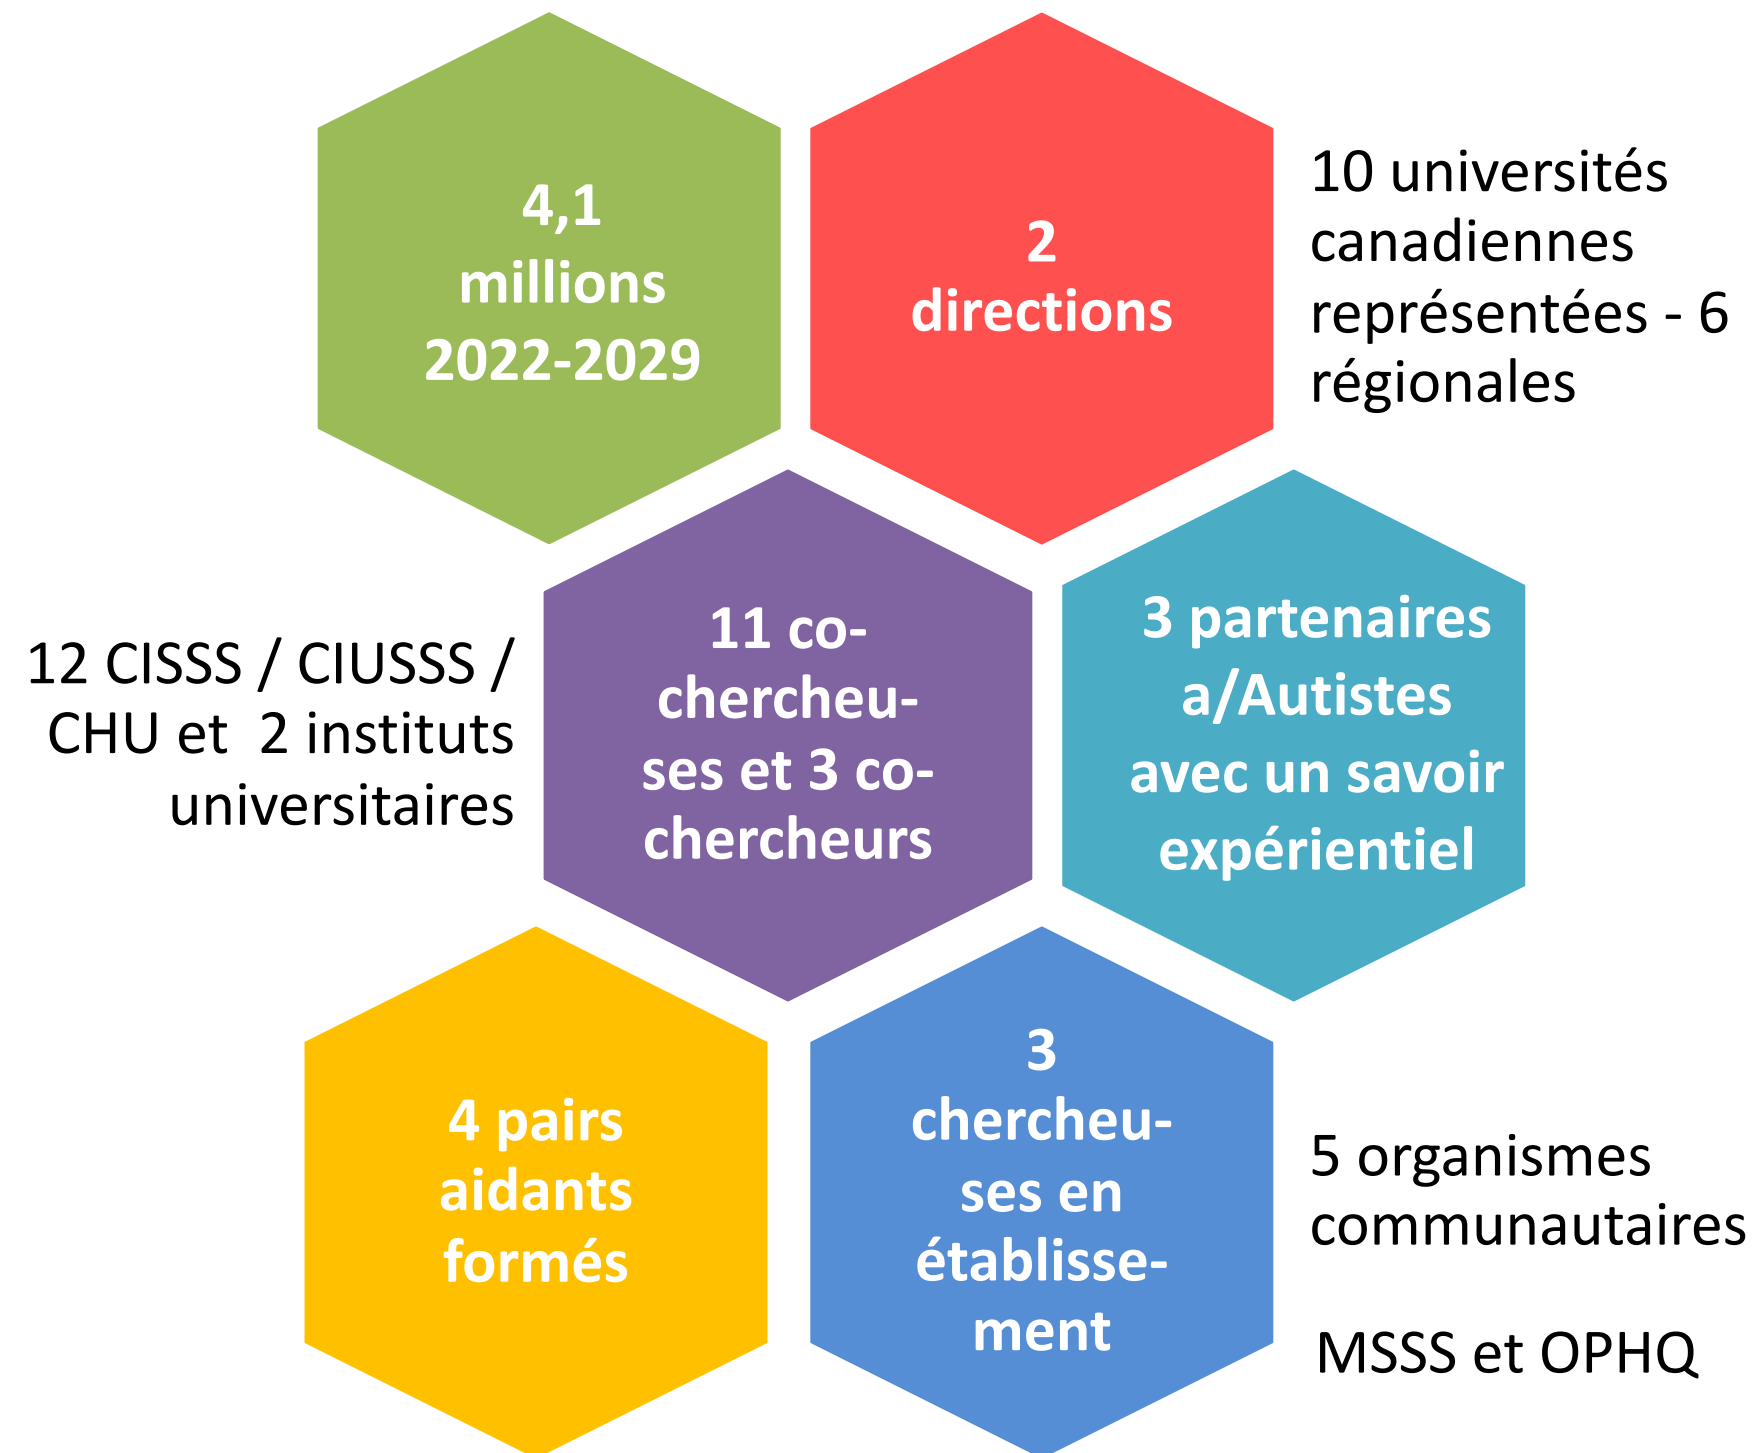 4,1
millions
2022-2029
2
directions
10 universités
canadiennes
représentées - 6
régionales
12 CISSS / CIUSSS /
CHU et  2 instituts
universitaires
11 co-
chercheu-
ses et 3 co-
chercheurs
3 partenaires
a/Autistes
avec un savoir
expérientiel
4 pairs
aidants
formés
3
chercheu-
ses en
établisse-
ment
5 organismes
communautaires
MSSS et OPHQ